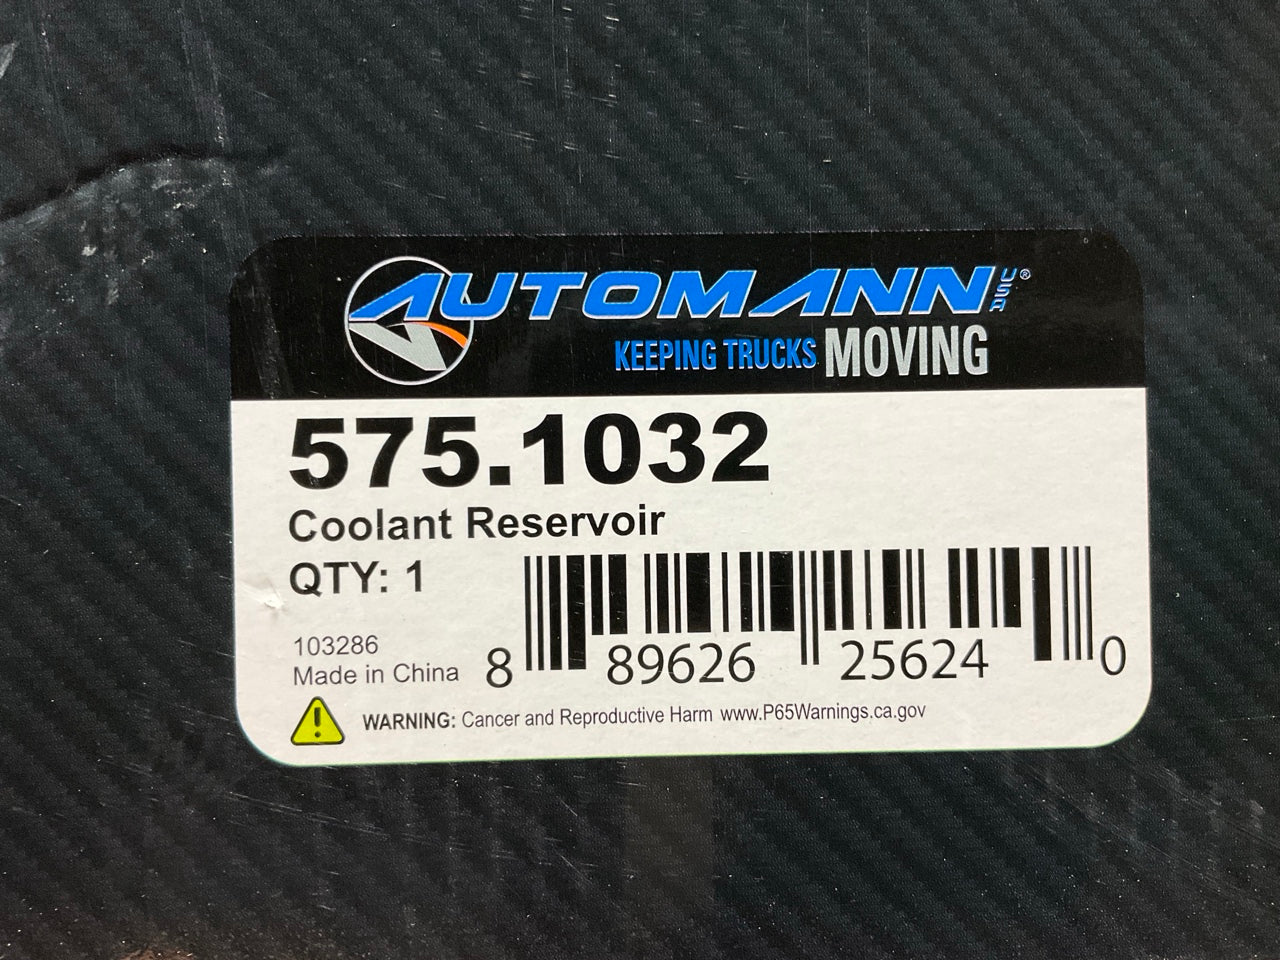 AUTOMANN USA®
KEEPING TRUCKS MOVING
575.1032
Coolant Reservoir
QTY: 1
103286
Made in China
8 89626 25624 0
WARNING: Cancer and Reproductive Harm www.P65Warnings.ca.gov